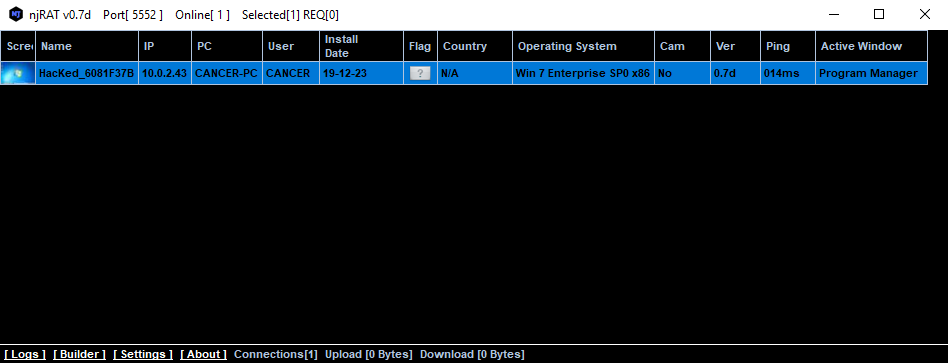 njRAT v0.7d Port[ 5552 ] Online[ 1 ] Selected[1] REQ[0]
Scree Name IP PC User Install Date Flag Country Operating System Cam Ver Ping Active Window
HacKed_6081F37B 10.0.2.43 CANCER-PC CANCER 19-12-23 ? N/A Win 7 Enterprise SP0 x86 No 0.7d 014ms Program Manager
[ Logs ] [ Builder ] [ Settings ] [ About ] Connections[1] Upload [0 Bytes] Download [0 Bytes]